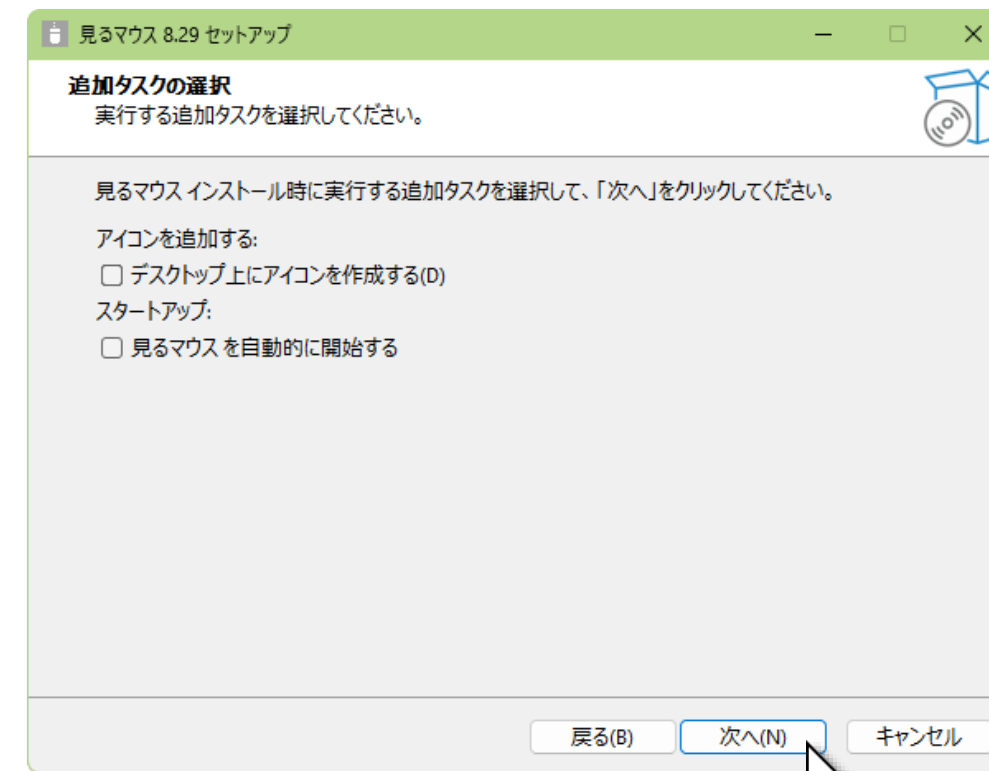 見るマウス 8.29 セットアップ
追加タスクの選択
実行する追加タスクを選択してください。
見るマウス インストール時に実行する追加タスクを選択して、「次へ」をクリックしてください。
アイコンを追加する:
デスクトップ上にアイコンを作成する(D)
スタートアップ:
見るマウス を自動的に開始する
戻る(B) 次へ(N) キャンセル